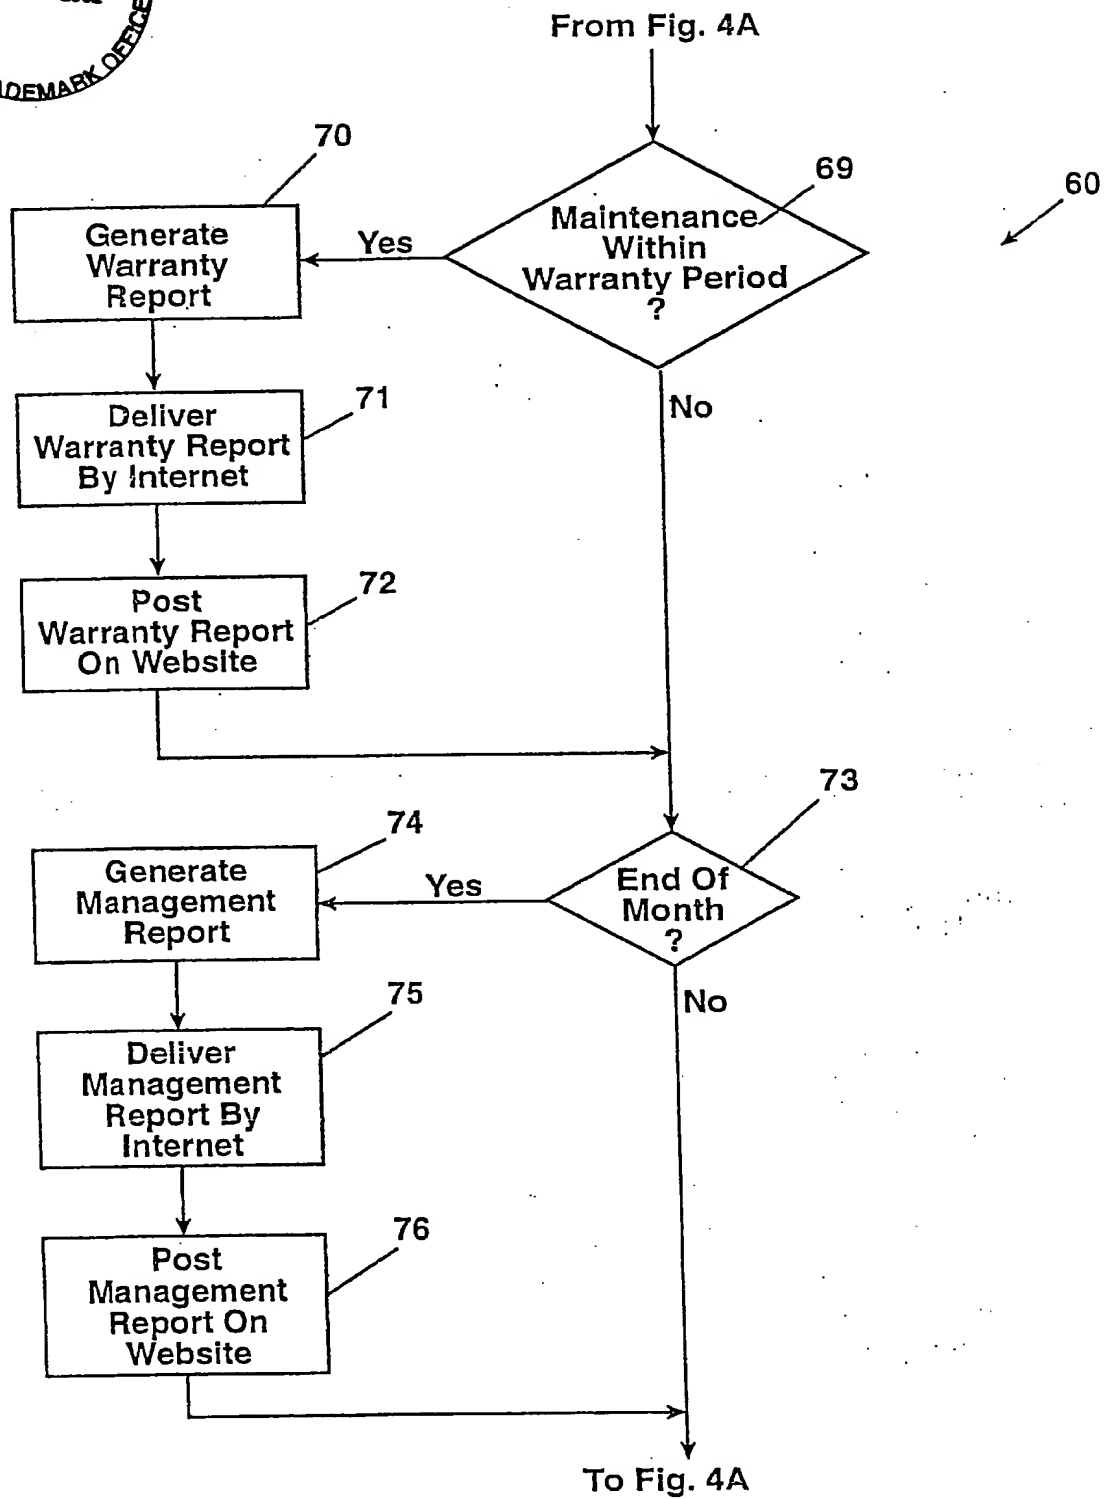 ADEMARK OFFICE
From Fig. 4A
70
69
60
Maintenance
Within
Warranty Period
?
Yes
Generate
Warranty
Report
No
71
Deliver
Warranty Report
By Internet
72
Post
Warranty Report
On Website
73
74
End Of
Month
?
Yes
Generate
Management
Report
No
75
Deliver
Management
Report By
Internet
76
Post
Management
Report On
Website
To Fig. 4A